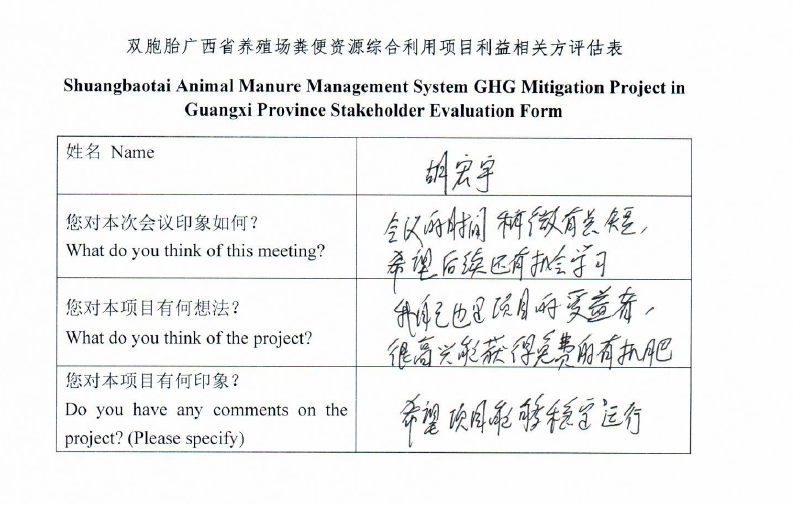 双胞胎广西省养殖场粪便资源综合利用项目利益相关方评估表
Shuangbaotai Animal Manure Management System GHG Mitigation Project in
Guangxi Province Stakeholder Evaluation Form
姓名 Name
胡宏宇
您对本次会议印象如何？
What do you think of this meeting?
会议的时间稍微有点短，
希望后续还有机会学习
您对本项目有何想法？
What do you think of the project?
我自己也是项目的受益者，
很高兴能获得免费的有机肥
您对本项目有何印象？
Do you have any comments on the
project? (Please specify)
希望项目能够稳定运行